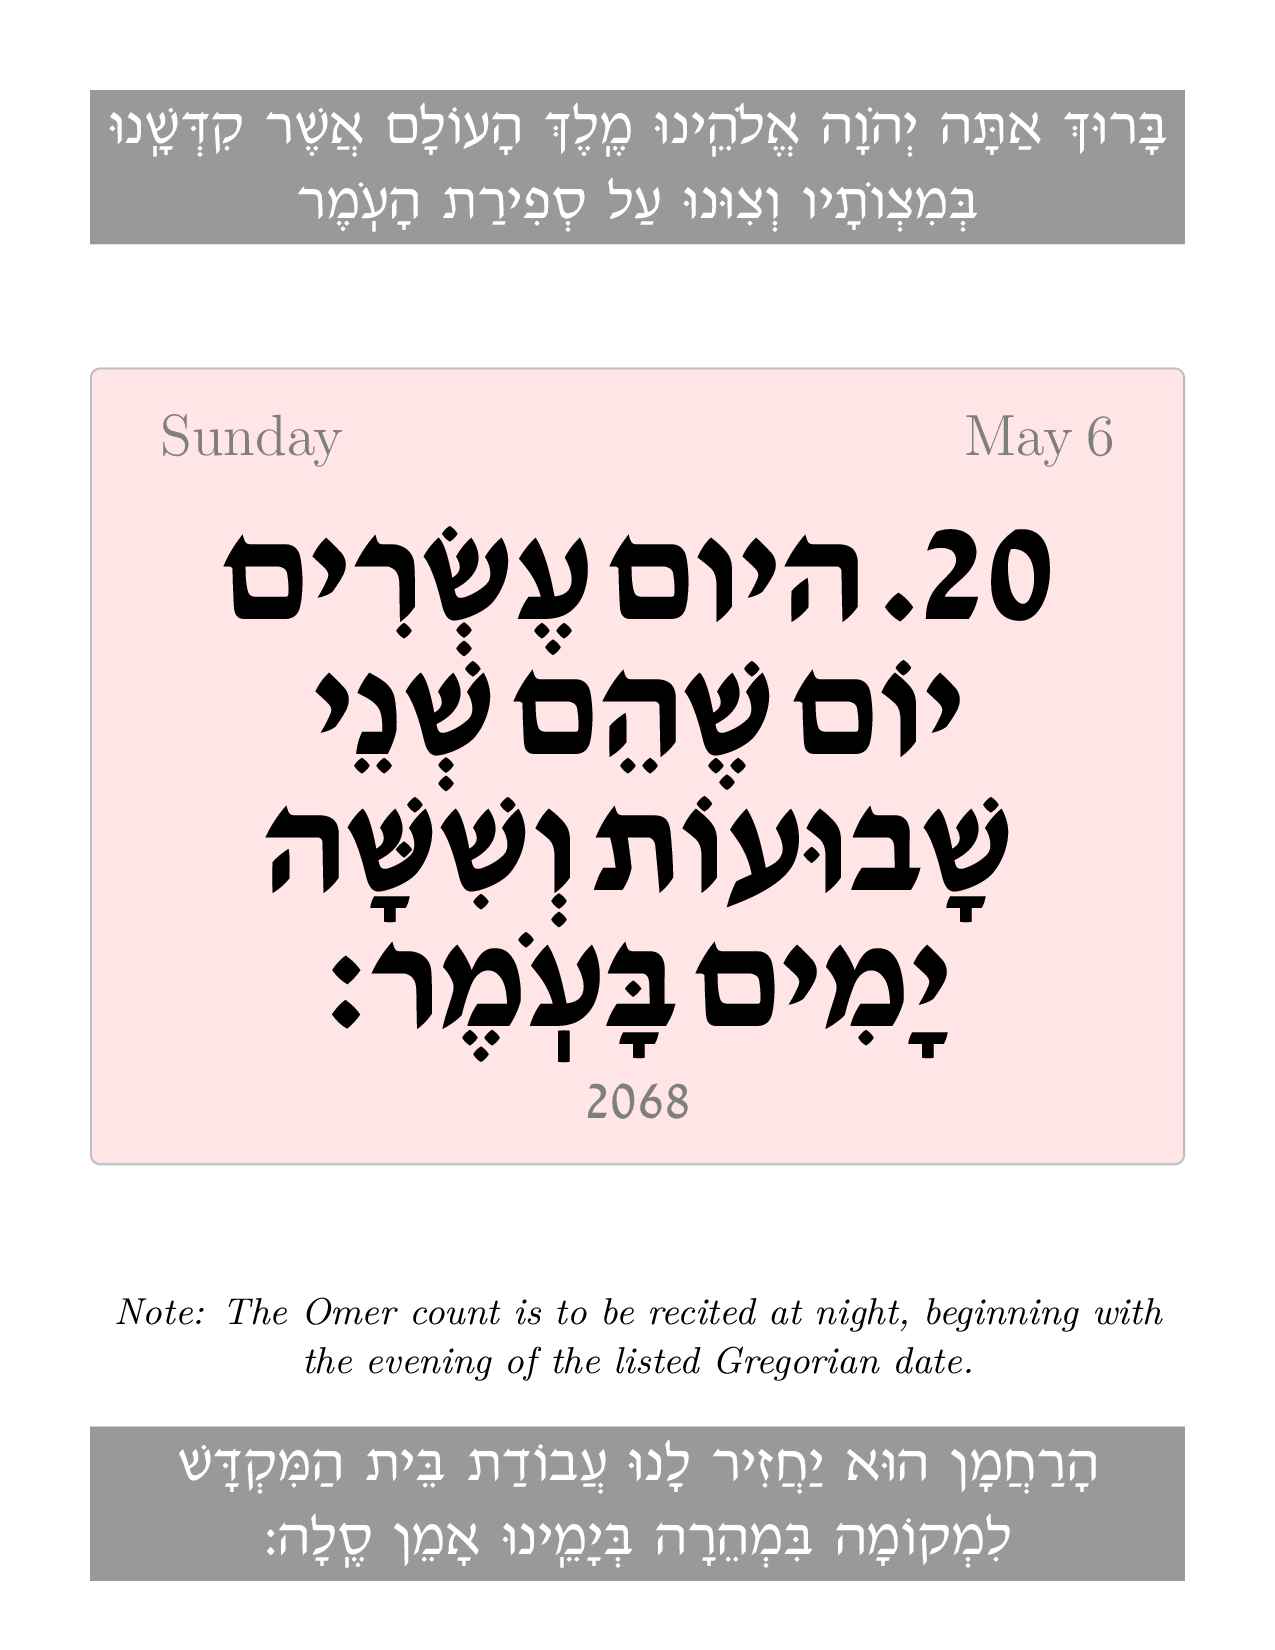 בָּרוּךְ אַתָּה יְהֹוָה אֱלֹהֵֽינוּ מֶֽלֶךְ הָעוֹלָם אֲשֶׁר קִדְּשָֽׁנוּ
בְּמִצְוֹתָיו וְצִוּנוּ עַל סְפִירַת הָעֹֽמֶר
Sunday May 6
20. היום עֶשְׂרִים
יוֹם שֶׁהֵם שְׁנֵי
שָׁבוּעוֹת וְשִׁשָּׁה
יָמִים בָּעֹֽמֶר:
2068
Note: The Omer count is to be recited at night, beginning with
the evening of the listed Gregorian date.
הָרַחֲמָן הוּא יַחֲזִיר לָנוּ עֲבוֹדַת בֵּית הַמִּקְדָּשׁ
לִמְקוֹמָהּ בִּמְהֵרָה בְּיָמֵֽינוּ אָמֵן סֶֽלָה: